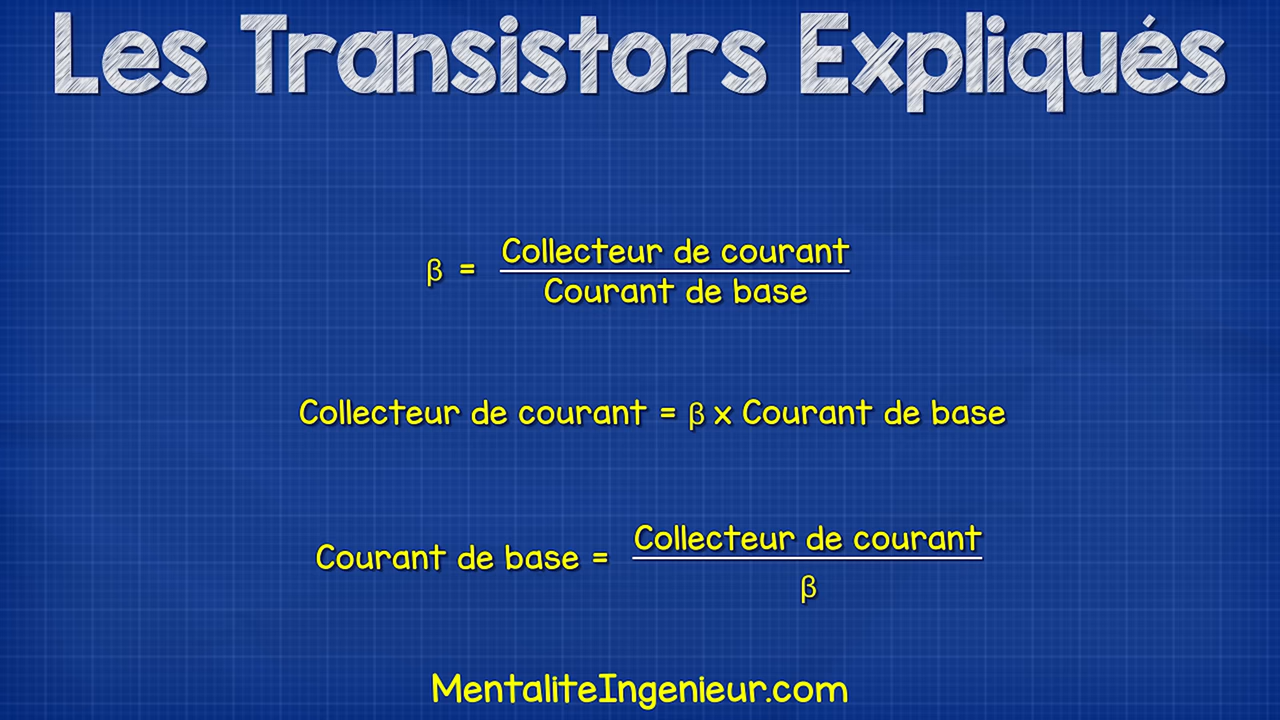 Les Transistors Expliqués
β = Collecteur de courant
Courant de base
Collecteur de courant = β x Courant de base
Courant de base = Collecteur de courant
β
MentaliteIngenieur.com